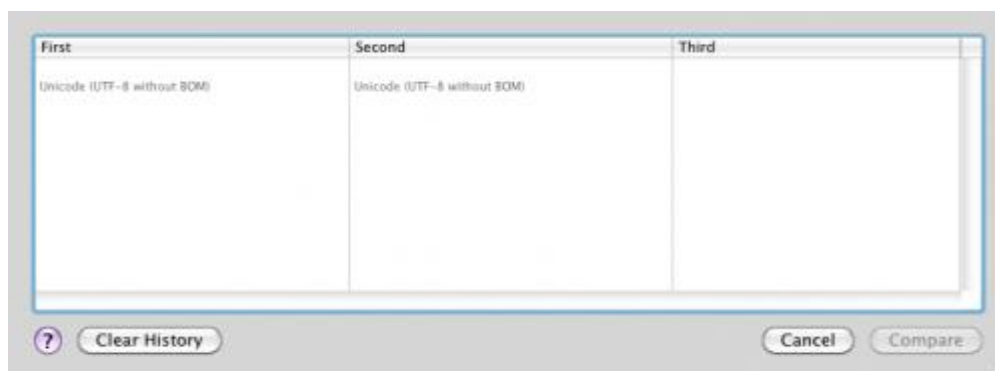 First Second Third
Unicode (UTF-8 without BOM) Unicode (UTF-8 without BOM)
? Clear History Cancel Compare